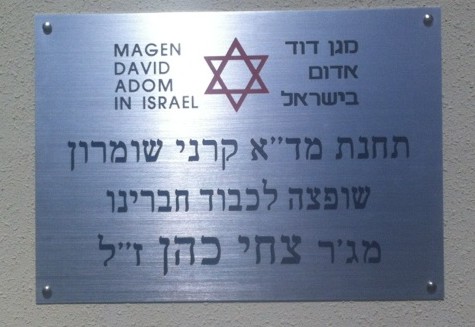 MAGEN
DAVID
ADOM
IN ISRAEL
מגן דוד
אדום
בישראל
תחנת מד״א קרני שומרון
שופצה לכבוד חברינו
מג׳ר צחי כהן ז״ל